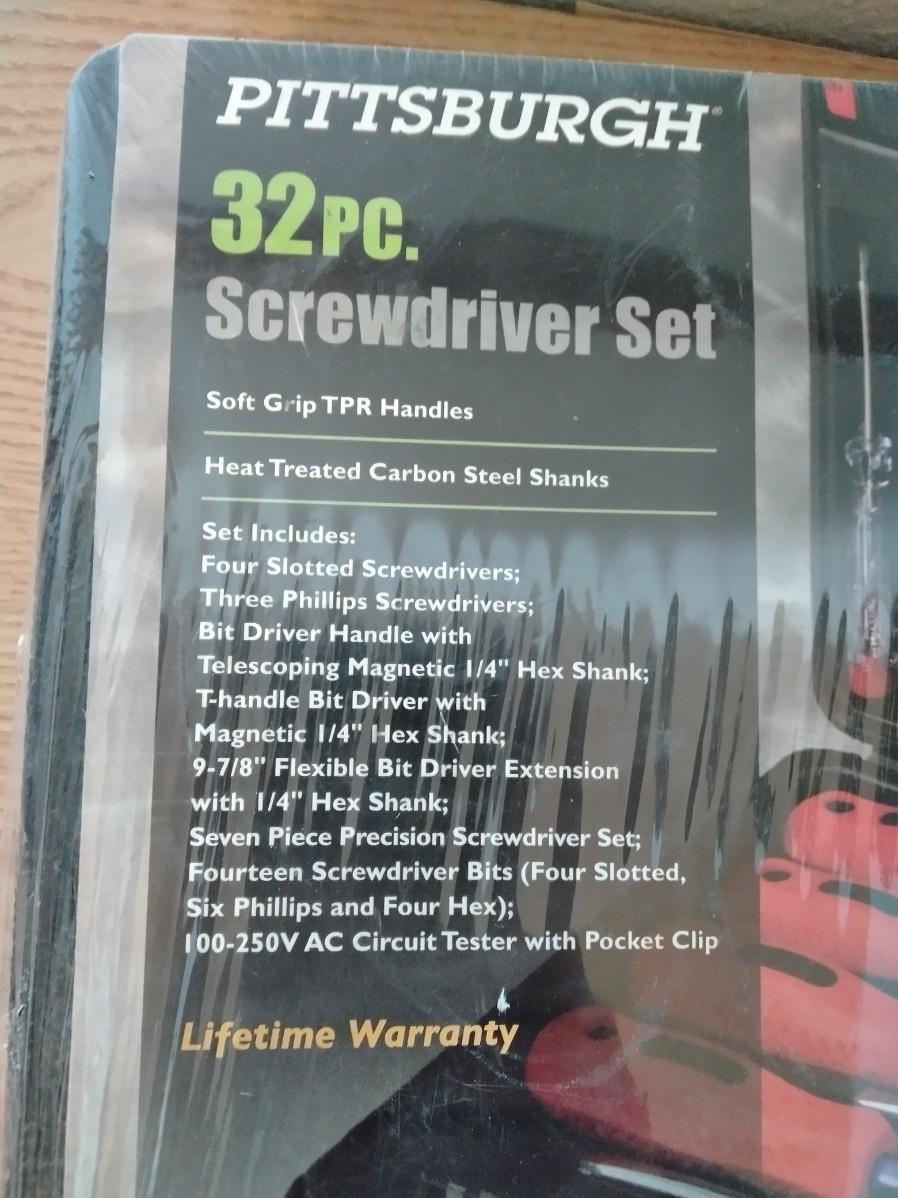 PITTSBURGH®
32 PC.
Screwdriver Set
Soft Grip TPR Handles
Heat Treated Carbon Steel Shanks
Set Includes:
Four Slotted Screwdrivers;
Three Phillips Screwdrivers;
Bit Driver Handle with
Telescoping Magnetic 1/4" Hex Shank;
T-handle Bit Driver with
Magnetic 1/4" Hex Shank;
9-7/8" Flexible Bit Driver Extension
with 1/4" Hex Shank;
Seven Piece Precision Screwdriver Set;
Fourteen Screwdriver Bits (Four Slotted,
Six Phillips and Four Hex);
100-250V AC Circuit Tester with Pocket Clip
Lifetime Warranty